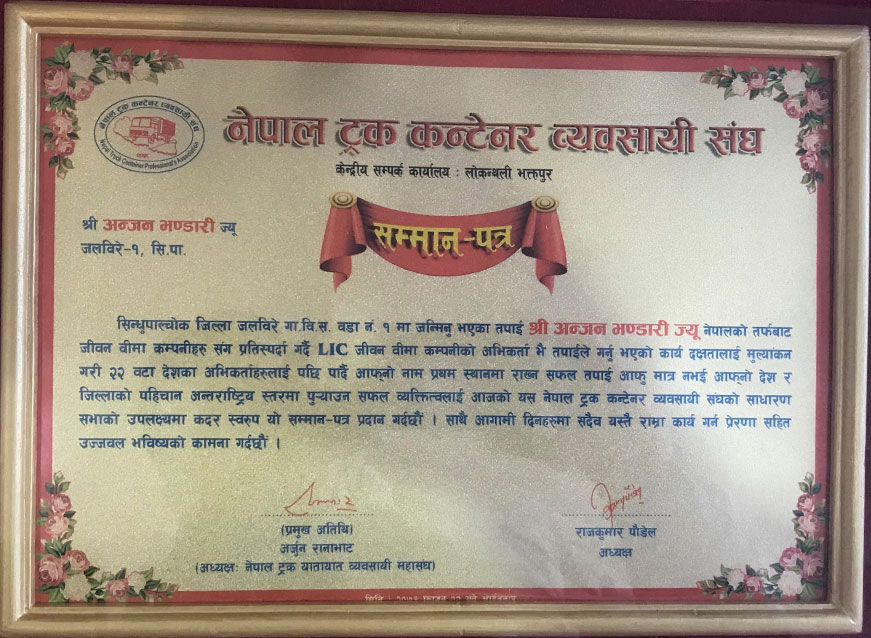 नेपाल ट्रक कन्टेनर व्यवसायी संघ
Nepal Truck Container Professional's Association
नेपाल ट्रक कन्टेनर व्यवसायी संघ
केन्द्रीय सम्पर्क कार्यालय : लोकन्थली भक्तपुर
श्री अन्जन भण्डारी ज्यू
जलविरे-१, सि.पा.
सम्मान-पत्र
सिन्धुपाल्चोक जिल्ला जलविरे गा.वि.स. वडा नं. १ मा जन्मिनु भएका तपाई श्री अन्जन भण्डारी ज्यू नेपालको तर्फबाट
जीवन वीमा कम्पनीहरु संग प्रतिस्पर्दा गर्दै LIC जीवन वीमा कम्पनीको अभिकर्ता भै तपाईले गर्नु भएको कार्य दक्षतालाई मुल्यांकन
गरी २२ वटा देशका अभिकर्ताहरुलाई पछि पार्दै आफ्नो नाम प्रथम स्थानमा राख्न सफल तपाई आफु मात्र नभई आफ्नो देश र
जिल्लाको पहिचान अन्तराष्ट्रिय स्तरमा पुऱ्याउन सफल व्यक्तित्वलाई आजको यस नेपाल ट्रक कन्टेनर व्यवसायी संघको साधारण
सभाको उपलक्ष्यमा कदर स्वरुप यो सम्मान-पत्र प्रदान गर्दछौं । साथै आगामी दिनहरुमा सदैव यस्तै राम्रा कार्य गर्न प्रेरणा सहित
उज्जवल भविष्यको कामना गर्दछौं ।
(प्रमुख अतिथि)
अर्जुन रानाभाट
(अध्यक्षः नेपाल ट्रक यातायात व्यवसायी महासंघ)
राजकुमार पौडेल
अध्यक्ष